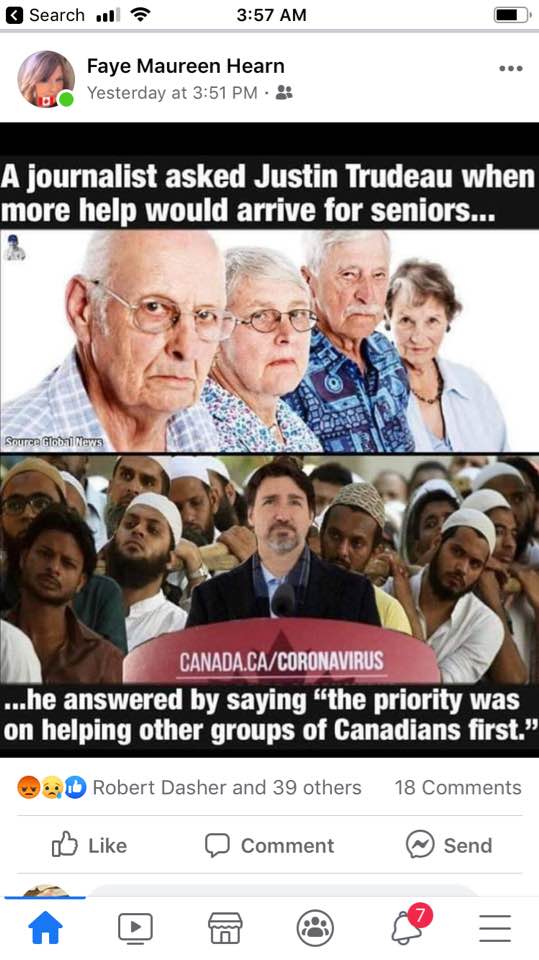 Search
3:57 AM
Faye Maureen Hearn
Yesterday at 3:51 PM ·
A journalist asked Justin Trudeau when
more help would arrive for seniors...
Source Global News
CANADA.CA/CORONAVIRUS
...he answered by saying “the priority was
on helping other groups of Canadians first.”
Robert Dasher and 39 others
18 Comments
Like
Comment
Send
7